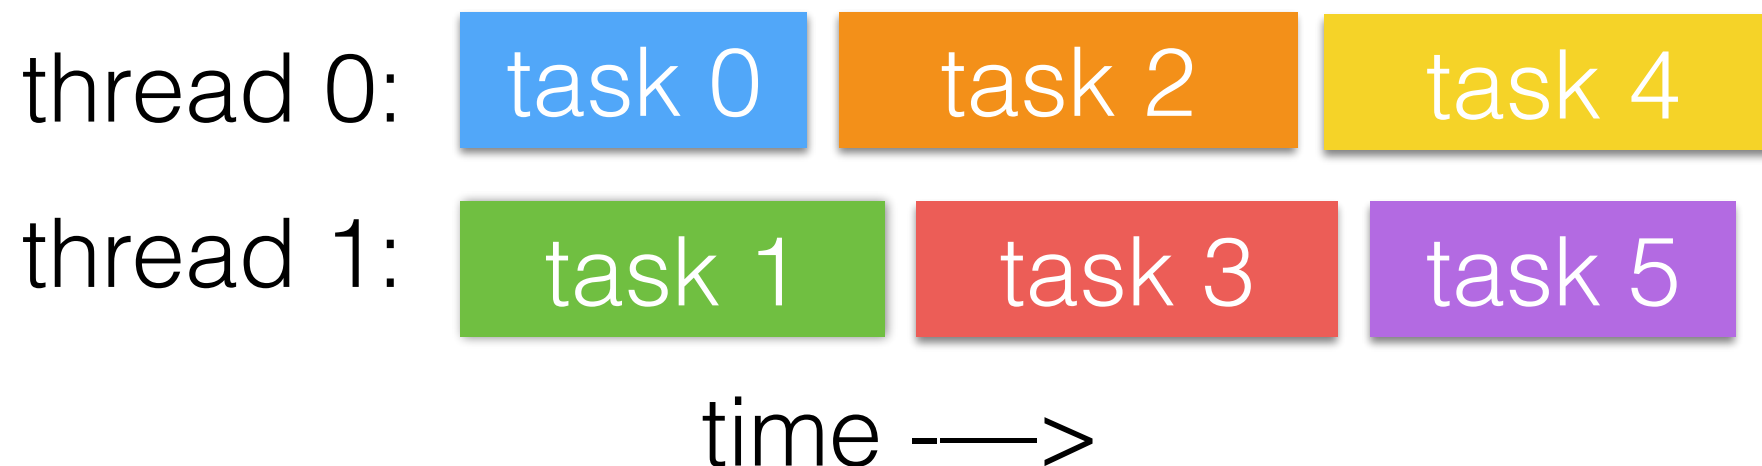 thread 0: task 0 task 2 task 4
thread 1: task 1 task 3 task 5
time -—>